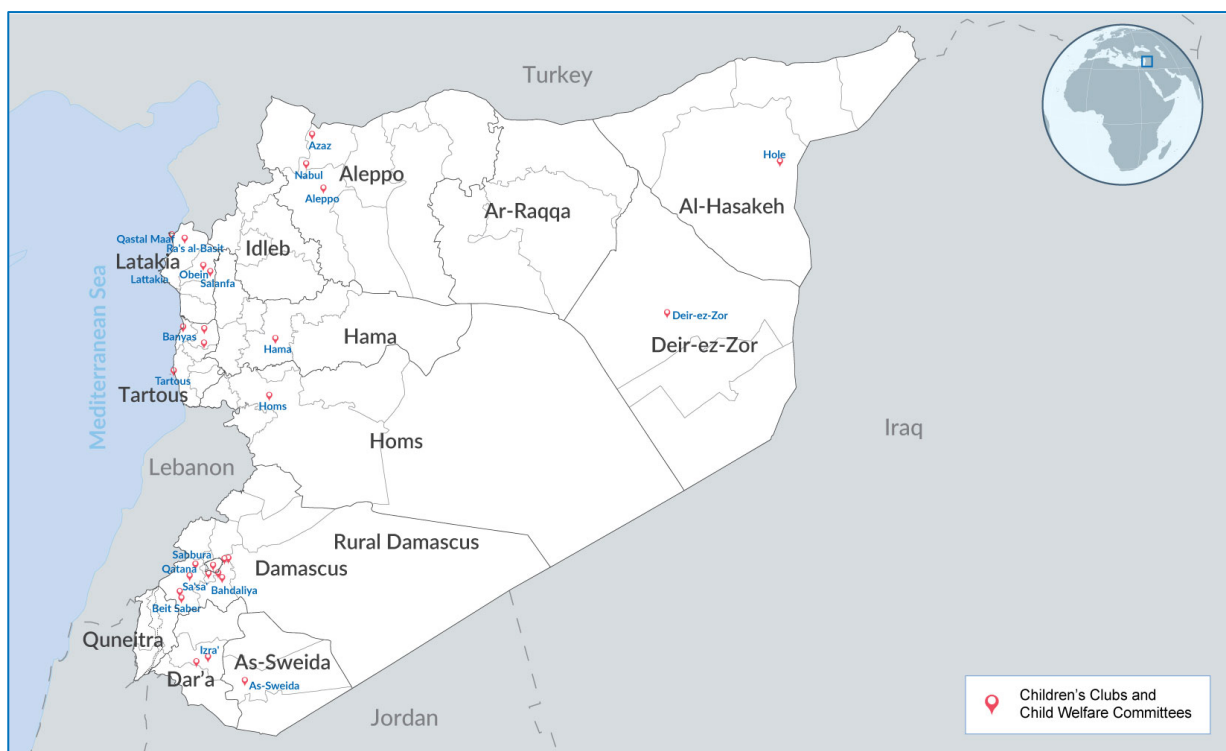 Turkey
Azaz
Hole
Nabul
Aleppo
Aleppo
Al-Hasakeh
Ar-Raqqa
Qastal Maaf
Ra's al-Basit
Idleb
Latakia
Obein
Lattakia
Salanfa
Mediterranean Sea
Deir-ez-Zor
Banyas
Hama
Deir-ez-Zor
Hama
Tartous
Tartous
Homs
Iraq
Homs
Lebanon
Rural Damascus
Sabbura
Damascus
Qatana
Sa'sa'
Bahdaliya
Beit Saber
Quneitra
Izra'
As-Sweida
Dar'a
As-Sweida
Jordan
Children's Clubs and
Child Welfare Committees